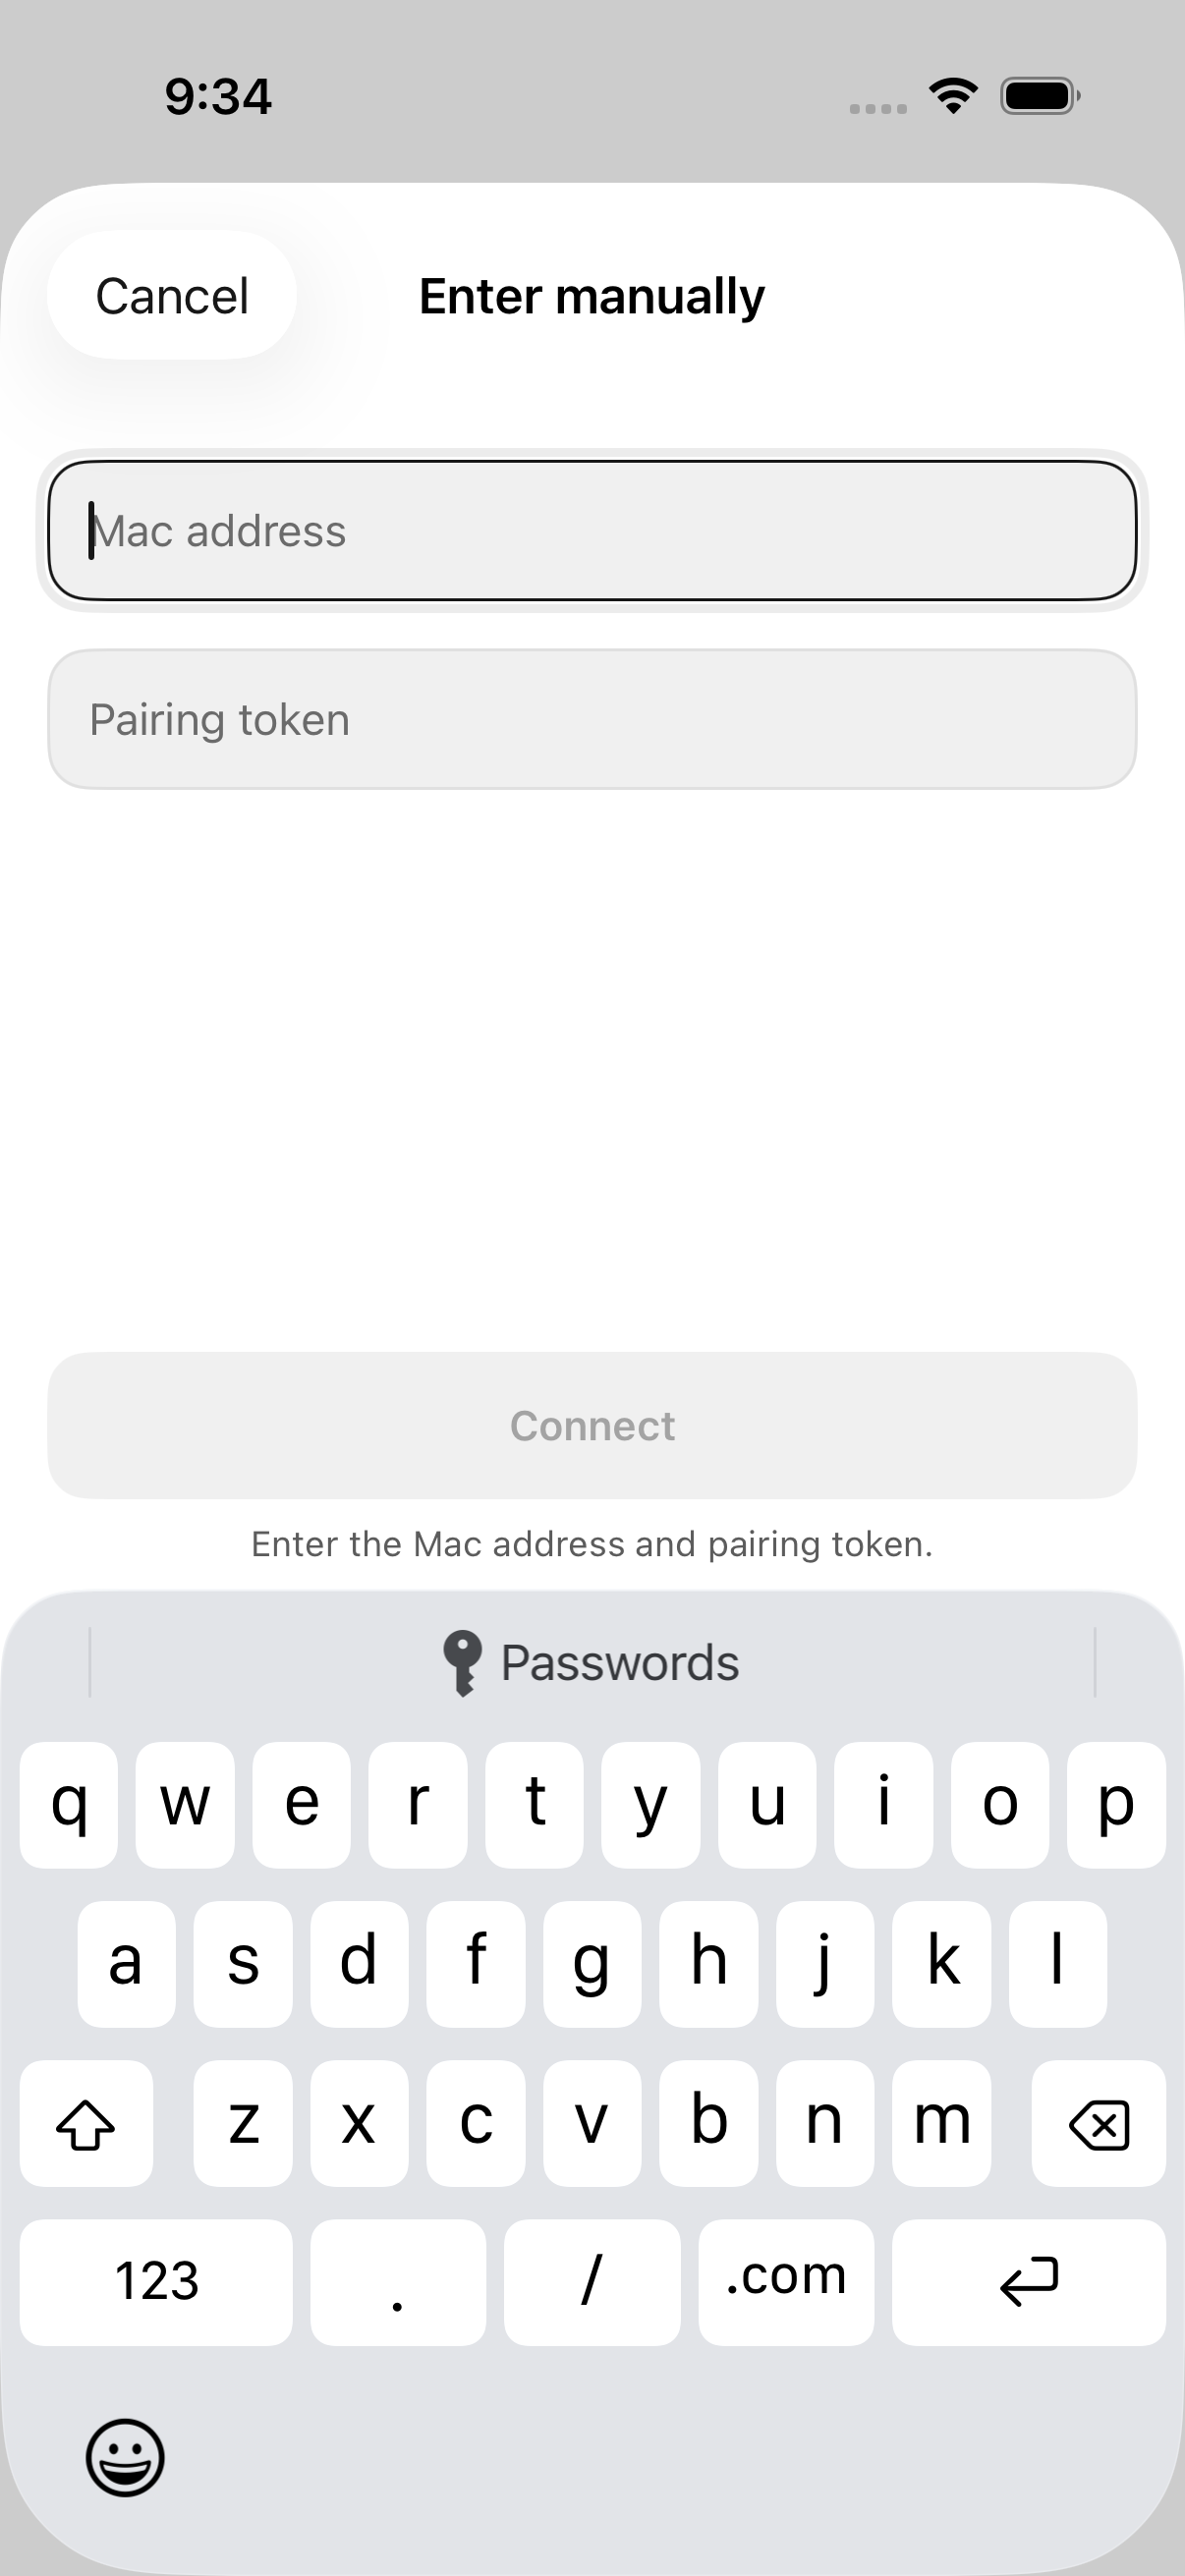 9:34
Cancel
Enter manually
Mac address
Pairing token
Connect
Enter the Mac address and pairing token.
Passwords
q w e r t y u i o p
a s d f g h j k l
z x c v b n m
123 . / .com